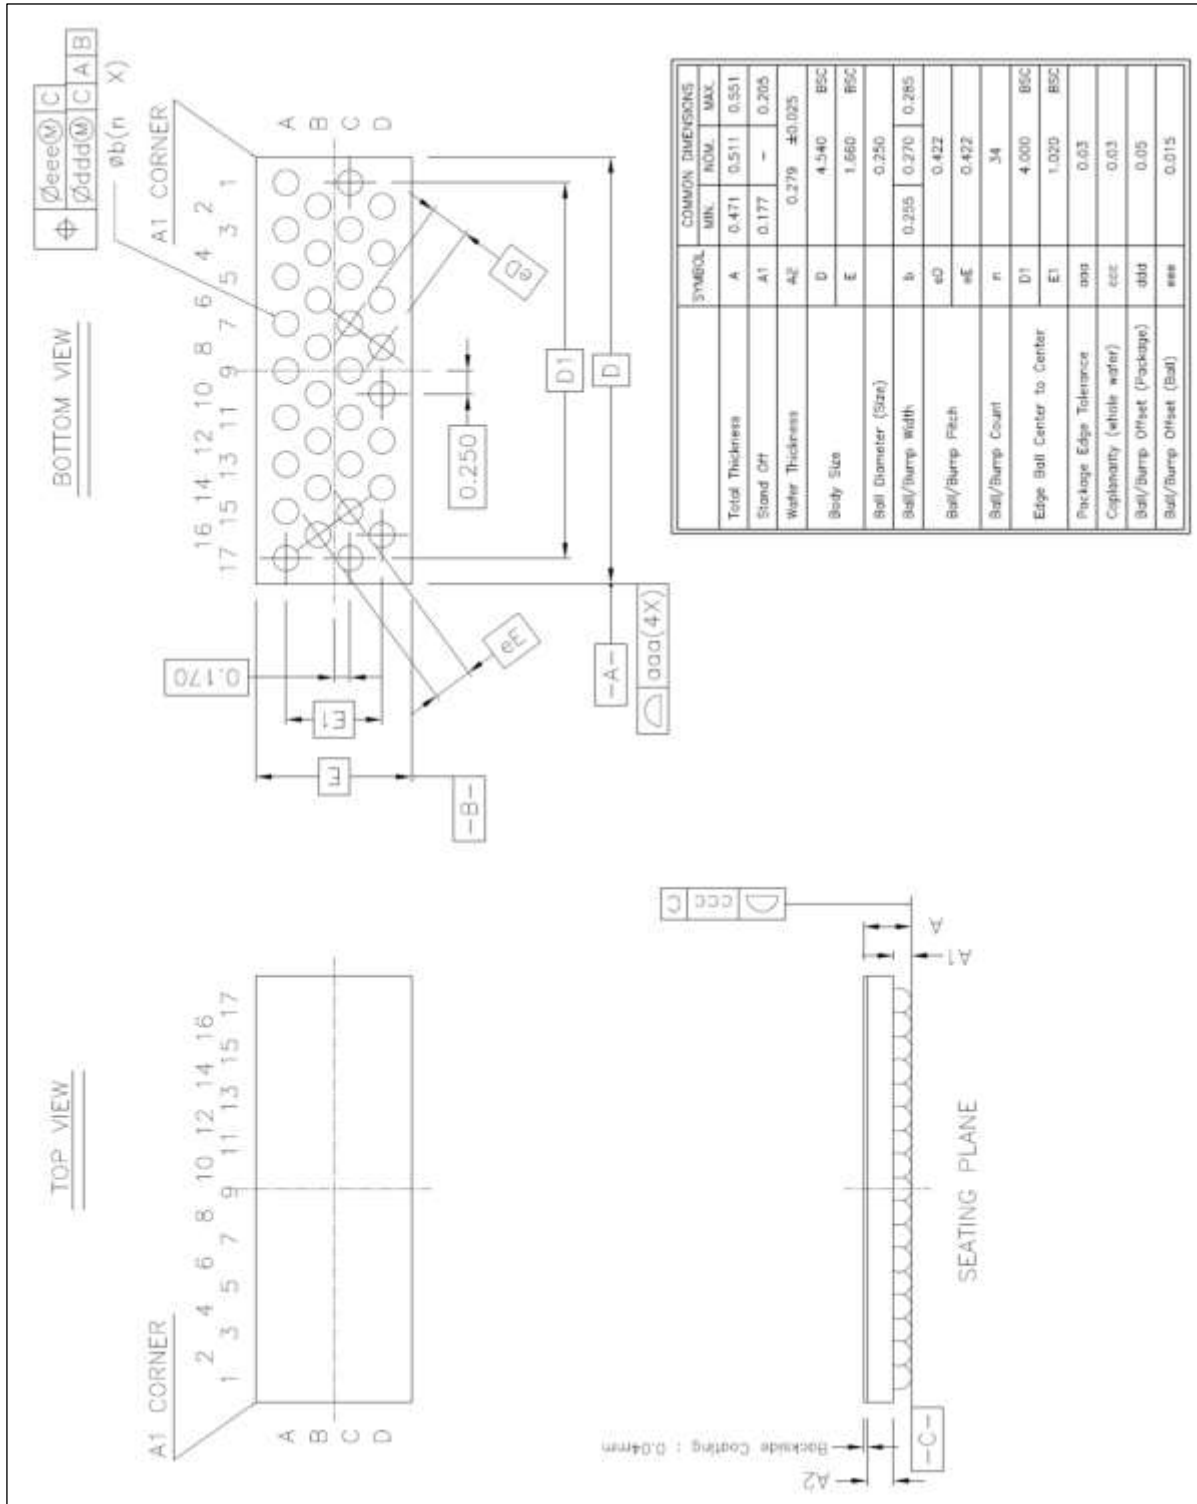 TOP VIEW
A1 CORNER
1 2 3 4 5 6 7 8 9 10 11 12 13 14 15 16 17
A
B
C
D
BOTTOM VIEW
17 16 15 14 13 12 11 10 9 8 7 6 5 4 3 2 1
A1 CORNER
A
B
C
D
⌖ Øeee Ⓜ C
Øddd Ⓜ C A B
Øb(n X)
0.170
E1
E
-B-
eE
0.250
eD
D1
D
-A-
⌓ aaa(4X)
Backside Coating : 0.04mm
A2
-C-
SEATING PLANE
A1
A
⌓ ccc C
SYMBOL COMMON DIMENSIONS
MIN. NOM. MAX.
Total Thickness A 0.471 0.511 0.551
Stand Off A1 0.177 – 0.205
Wafer Thickness A2 0.279 ±0.025
Body Size D 4.540 BSC
E 1.660 BSC
Ball Diameter (Size) 0.250
Ball/Bump Width b 0.255 0.270 0.285
Ball/Bump Pitch eD 0.422
eE 0.422
Ball/Bump Count n 34
Edge Ball Center to Center D1 4.000 BSC
E1 1.020 BSC
Package Edge Tolerance aaa 0.03
Coplanarity (whole wafer) ccc 0.03
Ball/Bump Offset (Package) ddd 0.05
Ball/Bump Offset (Ball) eee 0.015